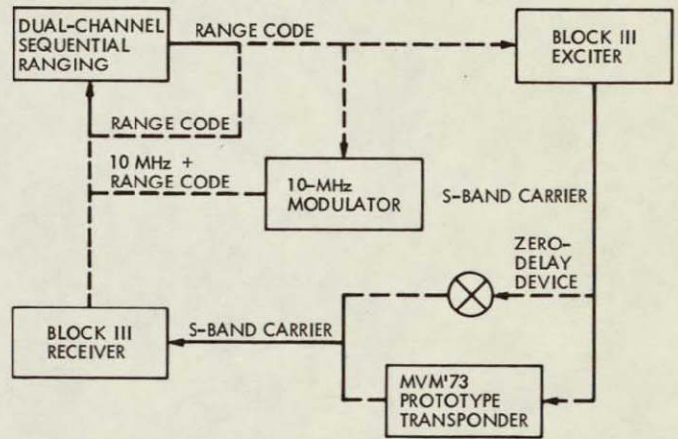 DUAL-CHANNEL
SEQUENTIAL
RANGING
RANGE CODE
BLOCK III
EXCITER
RANGE CODE
10 MHz +
RANGE CODE
10-MHz
MODULATOR
S-BAND CARRIER
ZERO-
DELAY
DEVICE
BLOCK III
RECEIVER
S-BAND CARRIER
MVM'73
PROTOTYPE
TRANSPONDER